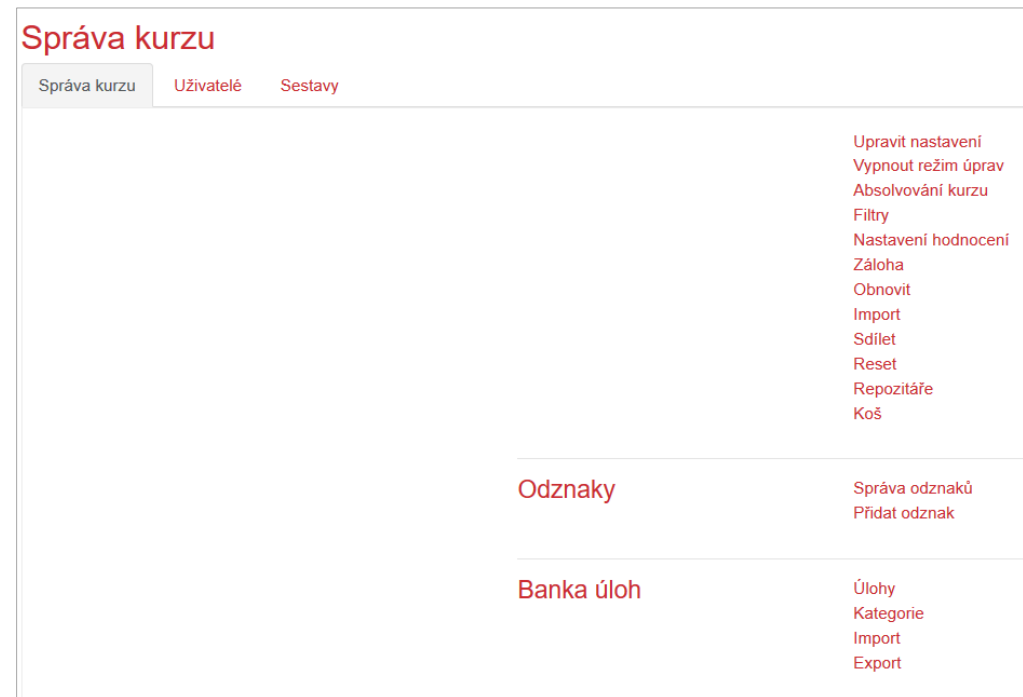 Správa kurzu
Správa kurzu Uživatelé Sestavy
Upravit nastavení
Vypnout režim úprav
Absolvování kurzu
Filtry
Nastavení hodnocení
Záloha
Obnovit
Import
Sdílet
Reset
Repozitáře
Koš
Odznaky
Správa odznaků
Přidat odznak
Banka úloh
Úlohy
Kategorie
Import
Export